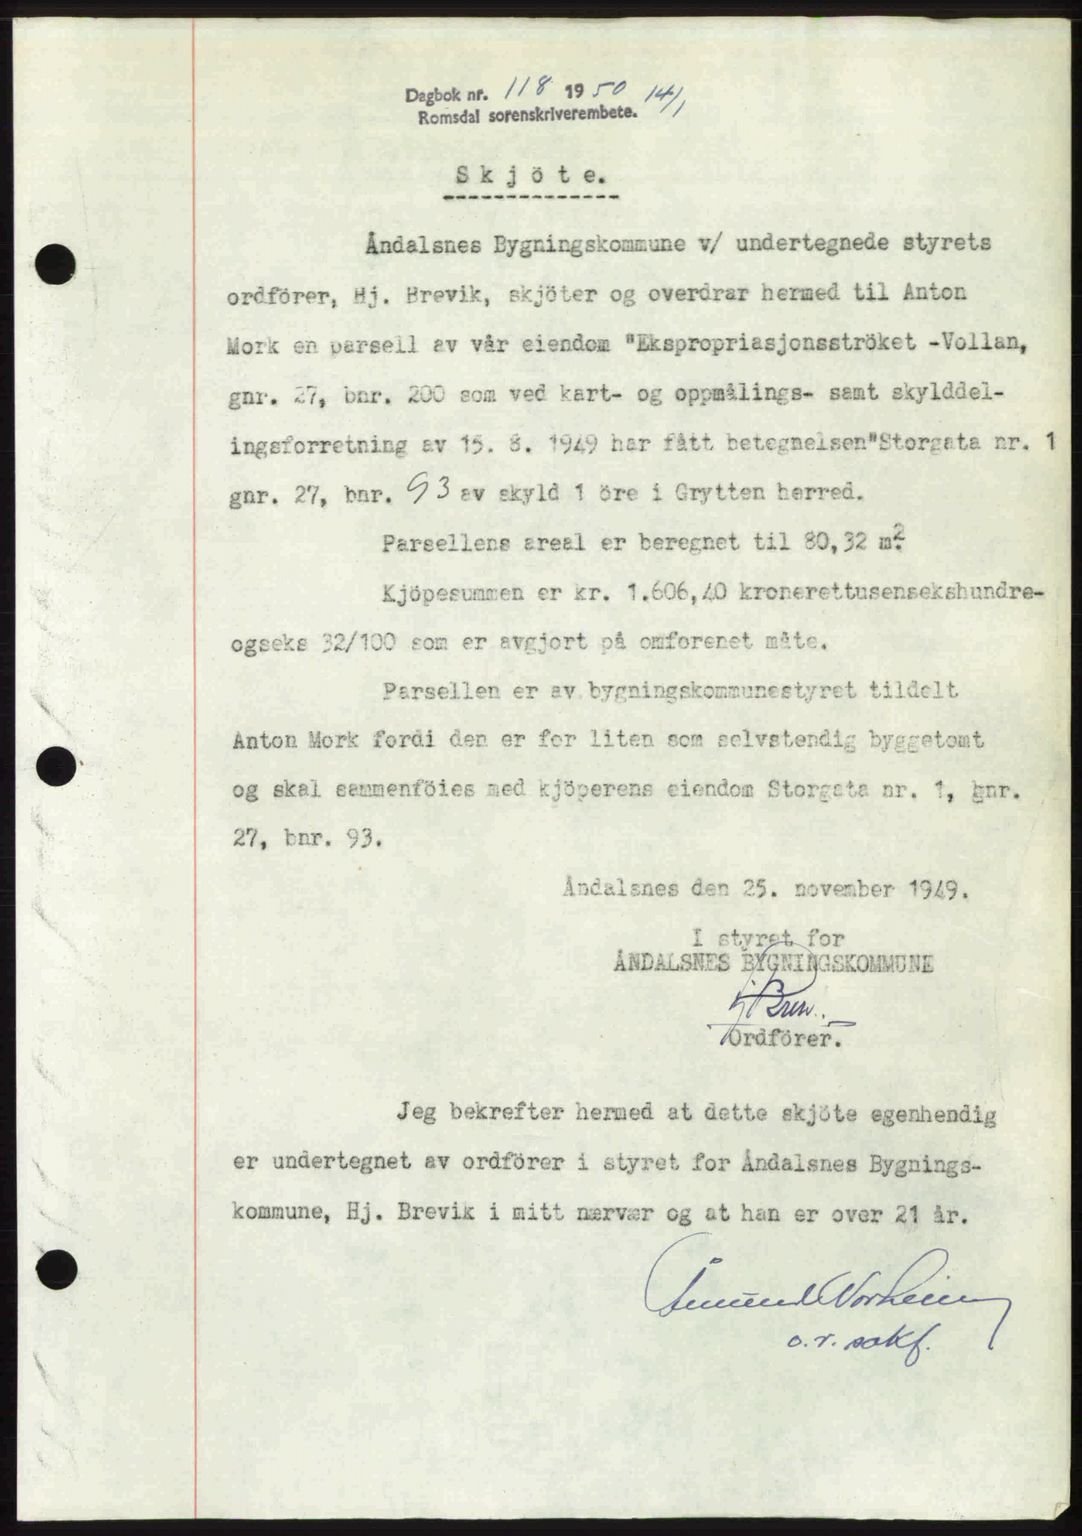 Dagbok nr. 118 1950 14/1
Romsdal sorenskriverembete.
Skjöte.
Åndalsnes Bygningskommune v/ undertegnede styrets
ordförer, Hj. Brevik, skjöter og overdrar hermed til Anton
Mork en parsell av vår eiendom "Ekspropriasjonsströket -Vollan,
gnr. 27, bnr. 200 som ved kart- og oppmålings- samt skylddel-
ingsforretning av 15. 8. 1949 har fått betegnelsen"Storgata nr. 1
gnr. 27, bnr. 93 av skyld 1 öre i Grytten herred.
Parsellens areal er beregnet til 80,32 m².
Kjöpesummen er kr. 1.606,40 kronerettusensekshundre-
ogseks 32/100 som er avgjort på omforenet måte.
Parsellen er av bygningskommunestyret tildelt
Anton Mork fordi den er for liten som selvstendig byggetomt
og skal sammenföies med kjöperens eiendom Storgata nr. 1, gnr.
27, bnr. 93.
Åndalsnes den 25. november 1949.
I styret for
ÅNDALSNES BYGNINGSKOMMUNE
Ordförer.
Jeg bekrefter hermed at dette skjöte egenhendig
er undertegnet av ordförer i styret for Åndalsnes Bygnings-
kommune, Hj. Brevik i mitt nærvær og at han er over 21 år.
o.r. sakf.